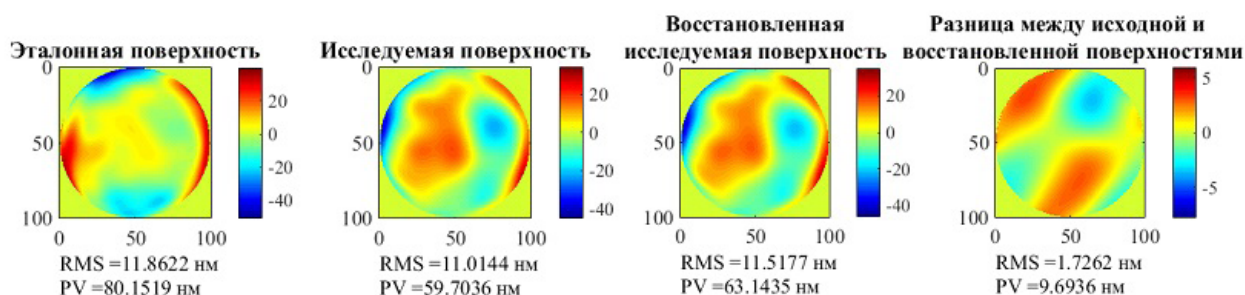 Эталонная поверхность
0
50
100
0 50 100
20
0
-20
-40
RMS =11.8622 нм
PV =80.1519 нм
Исследуемая поверхность
0
50
100
0 50 100
20
0
-20
-40
RMS =11.0144 нм
PV =59.7036 нм
Восстановленная
исследуемая поверхность
0
50
100
0 50 100
20
0
-20
-40
RMS =11.5177 нм
PV =63.1435 нм
Разница между исходной и
восстановленной поверхностями
0
50
100
0 50 100
5
0
-5
RMS =1.7262 нм
PV =9.6936 нм